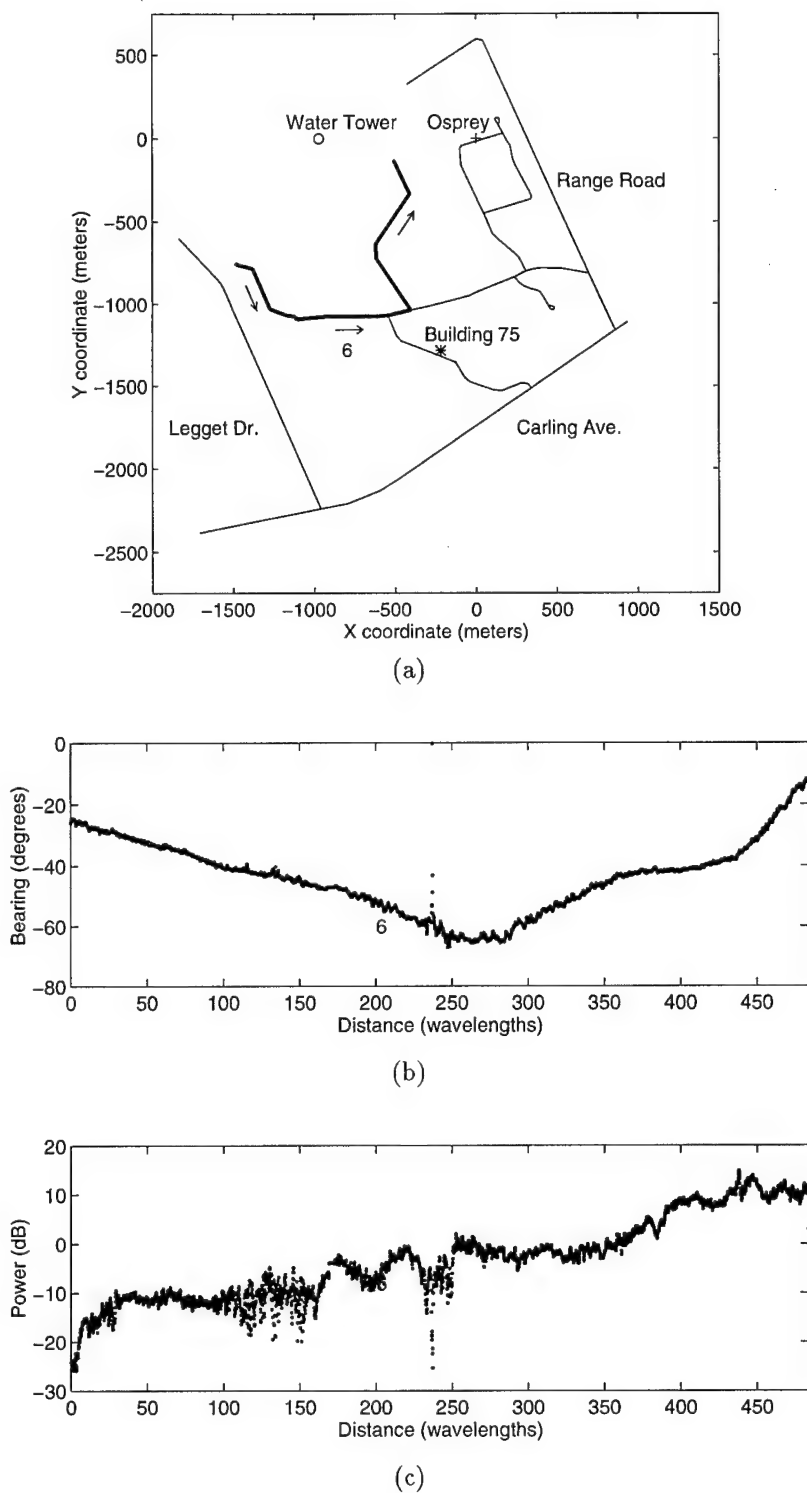 500
0
−500
−1000
−1500
−2000
−2500
Y coordinate (meters)
Water Tower
Osprey
Range Road
Building 75
6
Legget Dr.
Carling Ave.
−2000 −1500 −1000 −500 0 500 1000 1500
X coordinate (meters)
(a)
0
−20
−40
−60
−80
Bearing (degrees)
6
0 50 100 150 200 250 300 350 400 450
Distance (wavelengths)
(b)
20
10
0
−10
−20
−30
Power (dB)
6
0 50 100 150 200 250 300 350 400 450
Distance (wavelengths)
(c)